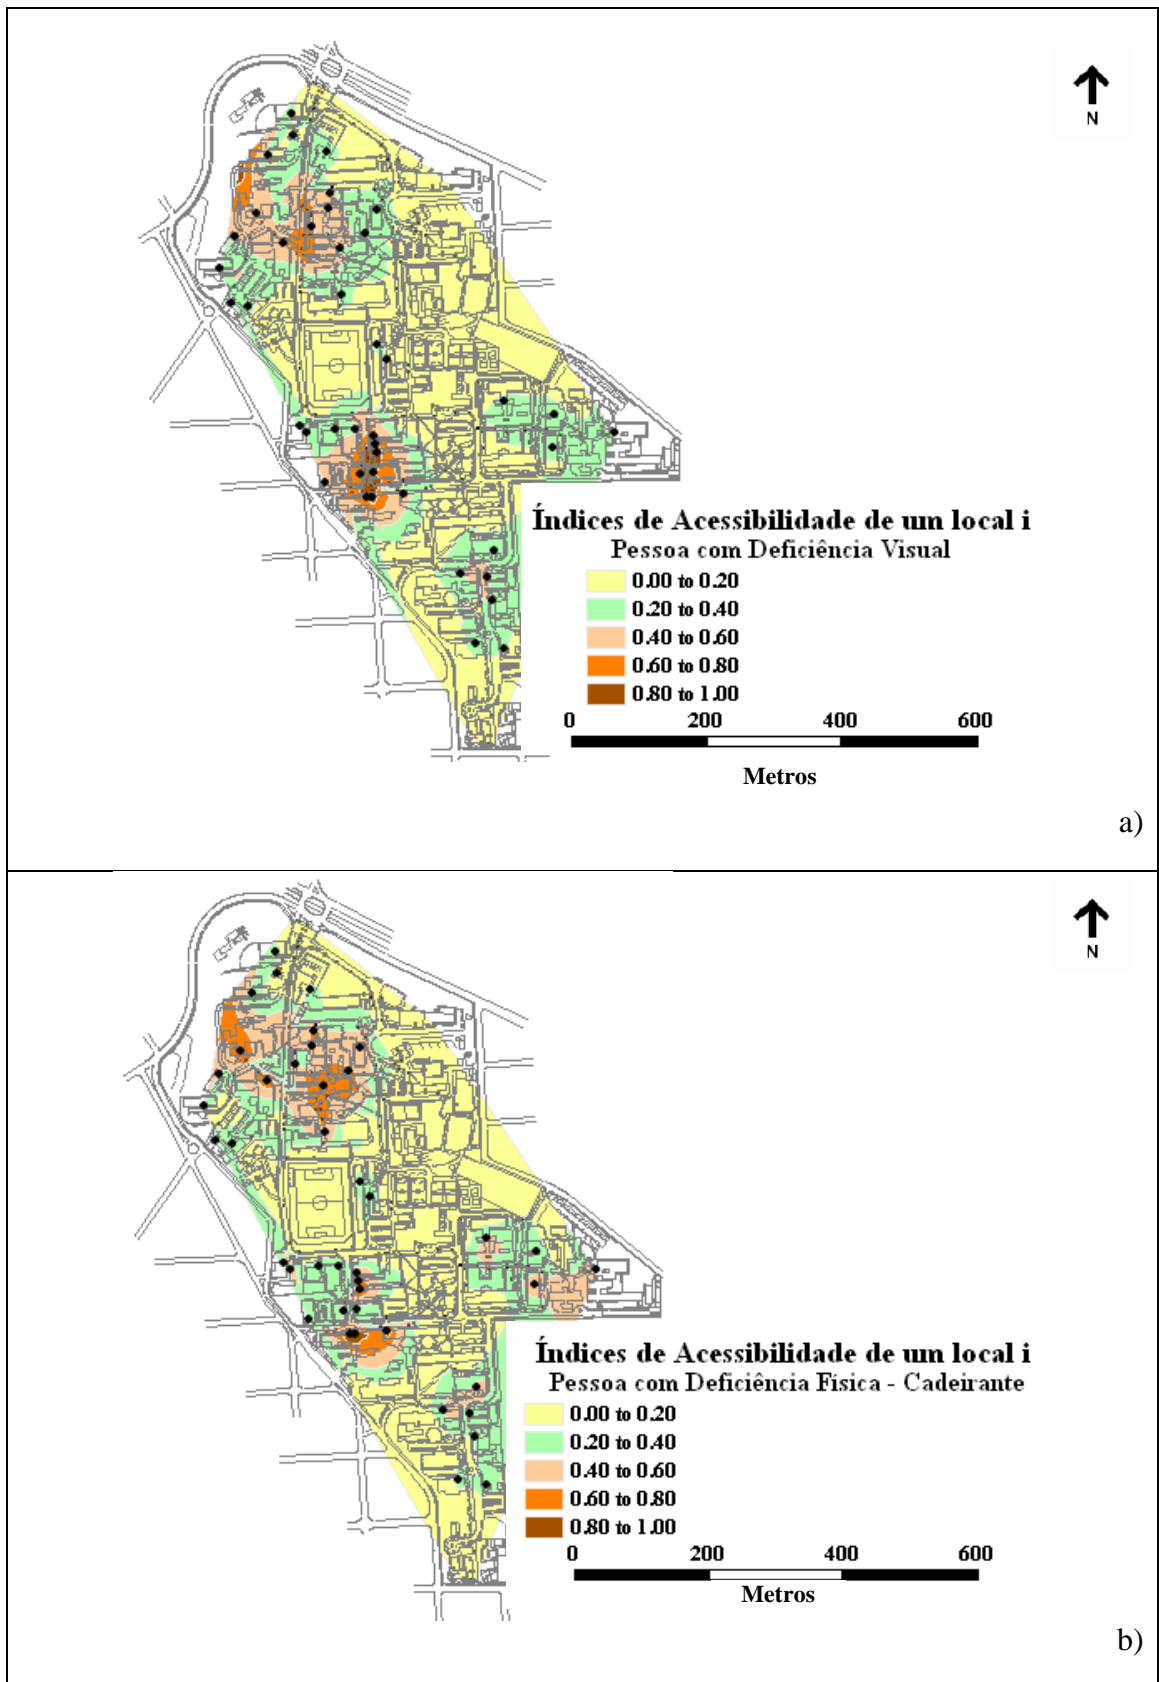 N
Índices de Acessibilidade de um local i
Pessoa com Deficiência Visual
0.00 to 0.20
0.20 to 0.40
0.40 to 0.60
0.60 to 0.80
0.80 to 1.00
0 200 400 600
Metros
a)
N
Índices de Acessibilidade de um local i
Pessoa com Deficiência Física - Cadeirante
0.00 to 0.20
0.20 to 0.40
0.40 to 0.60
0.60 to 0.80
0.80 to 1.00
0 200 400 600
Metros
b)